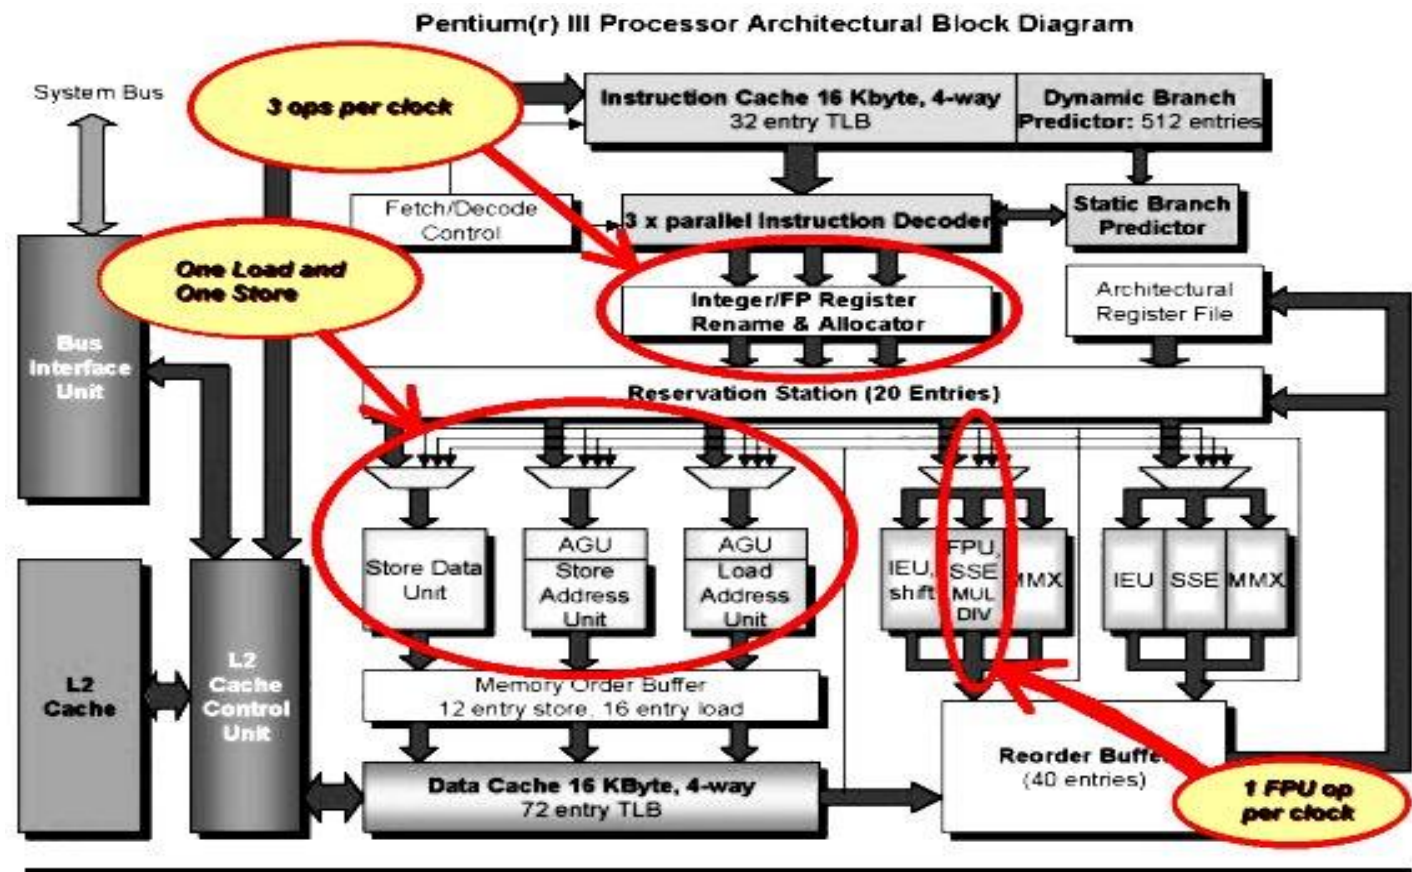 Pentium(r) III Processor Architectural Block Diagram
System Bus
3 ops per clock
Instruction Cache 16 Kbyte, 4-way
32 entry TLB
Dynamic Branch
Predictor: 512 entries
Fetch/Decode
Control
3 x parallel Instruction Decoder
Static Branch
Predictor
One Load and
One Store
Integer/FP Register
Rename & Allocator
Architectural
Register File
Bus
Interface
Unit
Reservation Station (20 Entries)
Store Data
Unit
AGU
Store
Address
Unit
AGU
Load
Address
Unit
IEU,
shift
FPU,
SSE
MUL
DIV
MMX
IEU
SSE
MMX
L2
Cache
L2
Cache
Control
Unit
Memory Order Buffer
12 entry store, 16 entry load
Data Cache 16 KByte, 4-way
72 entry TLB
Reorder Buffe
(40 entries)
1 FPU op
per clock